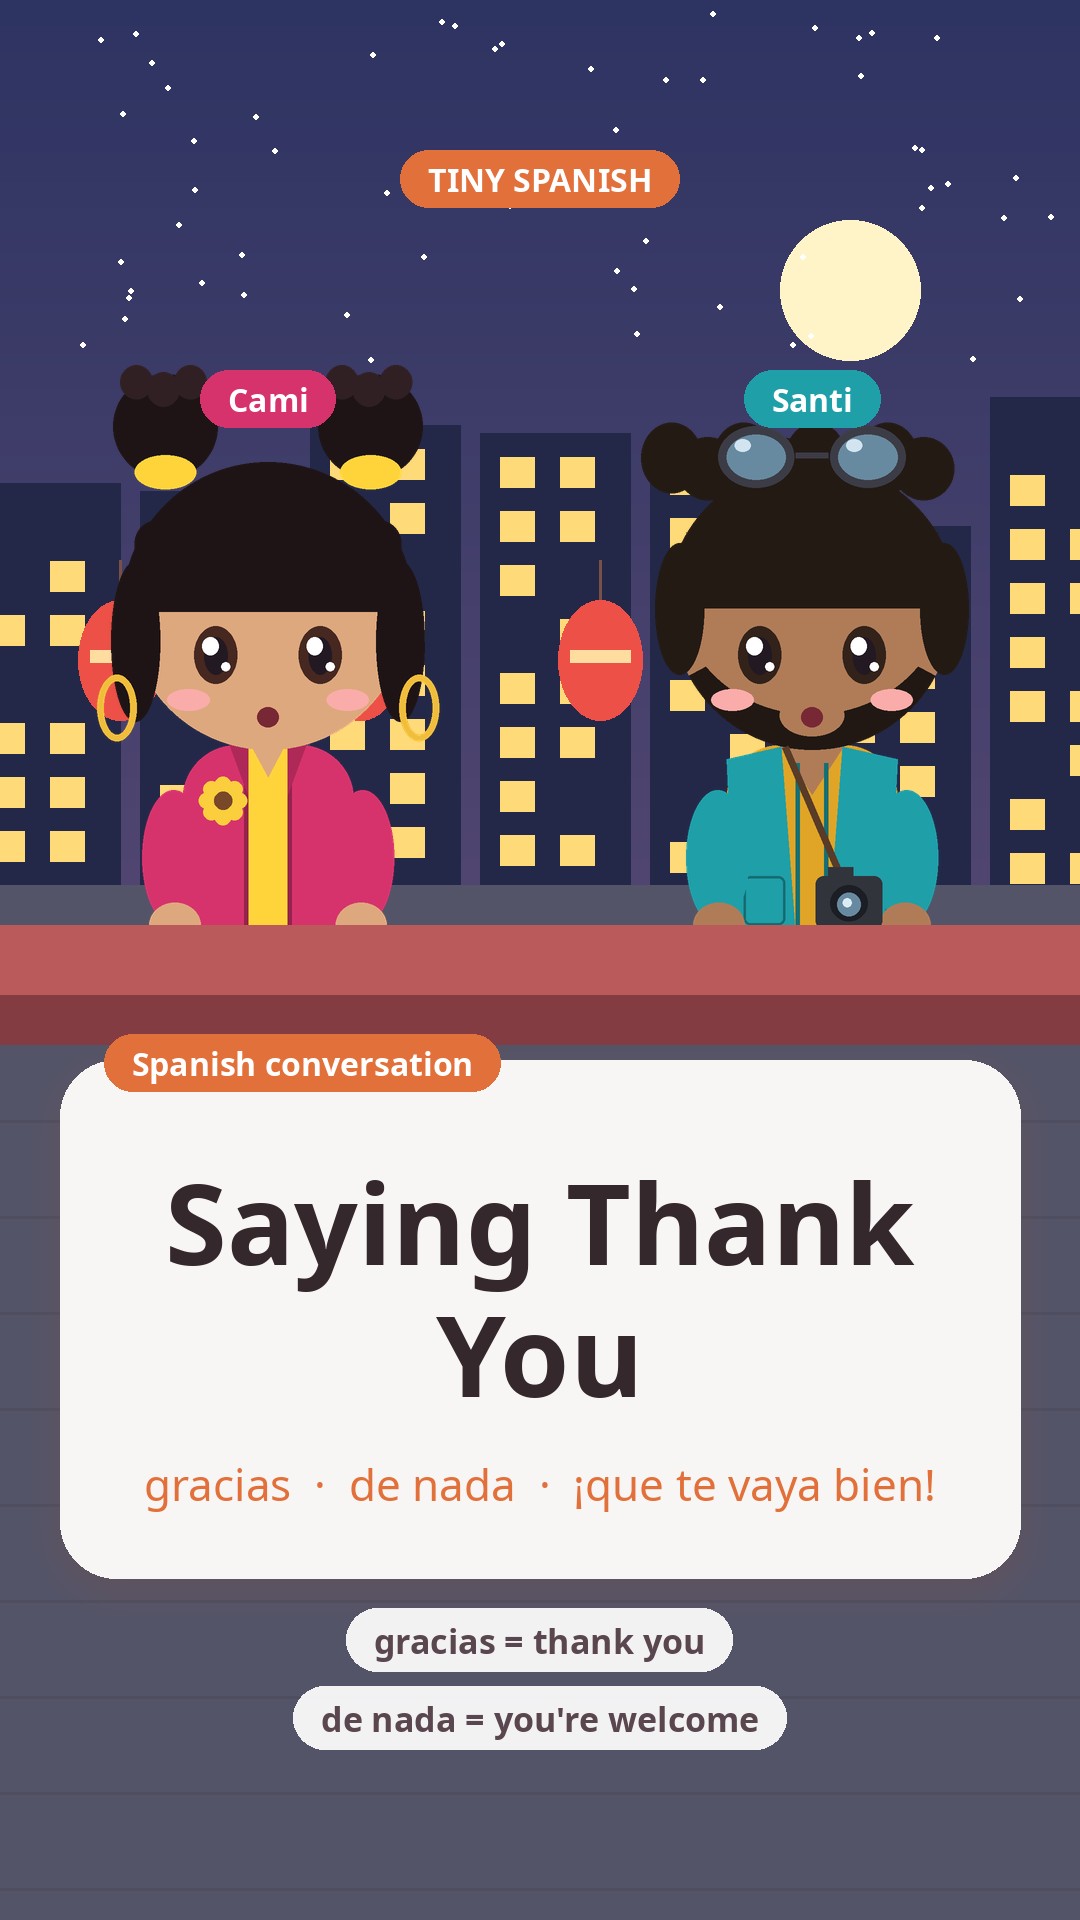 TINY SPANISH
Cami
Santi
Spanish conversation
Saying Thank
You
gracias · de nada · ¡que te vaya bien!
gracias = thank you
de nada = you're welcome